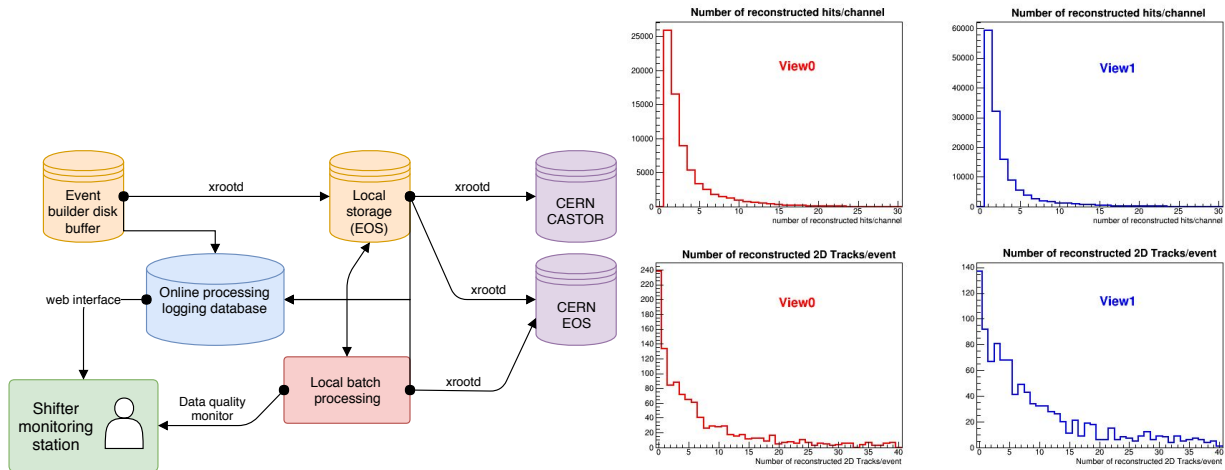 xrootd
xrootd
Event
builder disk
buffer
Local
storage
(EOS)
CERN
CASTOR
web interface
Online processing
logging database
xrootd
CERN
EOS
Shifter
monitoring
station
Data quality
monitor
Local batch
processing
xrootd
Number of reconstructed hits/channel
View0
25000
20000
15000
10000
5000
0
0
5
10
15
20
25
30
number of reconstructed hits/channel
Number of reconstructed hits/channel
View1
60000
50000
40000
30000
20000
10000
0
0
5
10
15
20
25
30
number of reconstructed hits/channel
Number of reconstructed 2D Tracks/event
View0
240
220
200
180
160
140
120
100
80
60
40
20
0
0
5
10
15
20
25
30
35
40
Number of reconstructed 2D Tracks/event
Number of reconstructed 2D Tracks/event
View1
140
120
100
80
60
40
20
0
0
5
10
15
20
25
30
35
40
Number of reconstructed 2D Tracks/event